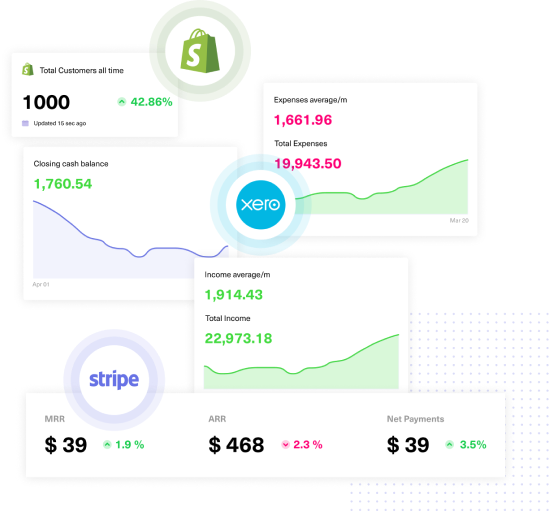 S
Total Customers all time
1000
42.86%
Updated 15 sec ago
Expenses average/m
1,661.96
Total Expenses
19,943.50
Mar 20
Closing cash balance
1,760.54
Apr 01
xero
Income average/m
1,914.43
Total Income
22,973.18
stripe
MRR
$ 39
1.9 %
ARR
$ 468
2.3 %
Net Payments
$ 39
3.5%